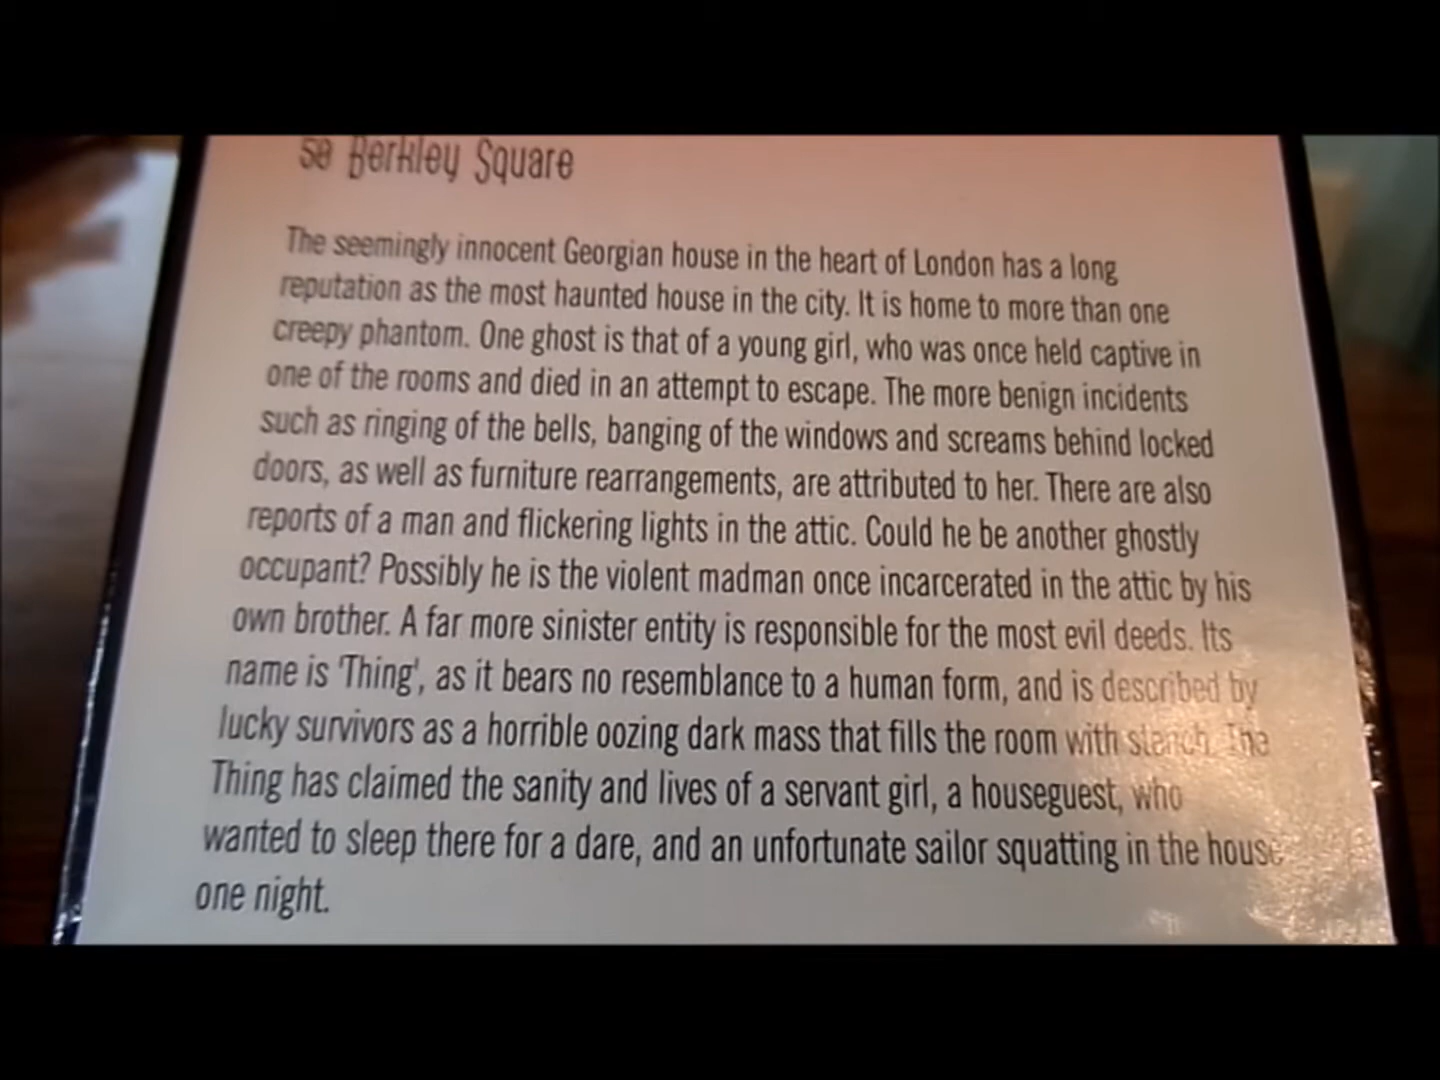 50 Berkley Square
The seemingly innocent Georgian house in the heart of London has a long
reputation as the most haunted house in the city. It is home to more than one
creepy phantom. One ghost is that of a young girl, who was once held captive in
one of the rooms and died in an attempt to escape. The more benign incidents
such as ringing of the bells, banging of the windows and screams behind locked
doors, as well as furniture rearrangements, are attributed to her. There are also
reports of a man and flickering lights in the attic. Could he be another ghostly
occupant? Possibly he is the violent madman once incarcerated in the attic by his
own brother. A far more sinister entity is responsible for the most evil deeds. Its
name is 'Thing', as it bears no resemblance to a human form, and is described by
lucky survivors as a horrible oozing dark mass that fills the room with stench. The
Thing has claimed the sanity and lives of a servant girl, a houseguest, who
wanted to sleep there for a dare, and an unfortunate sailor squatting in the house
one night.